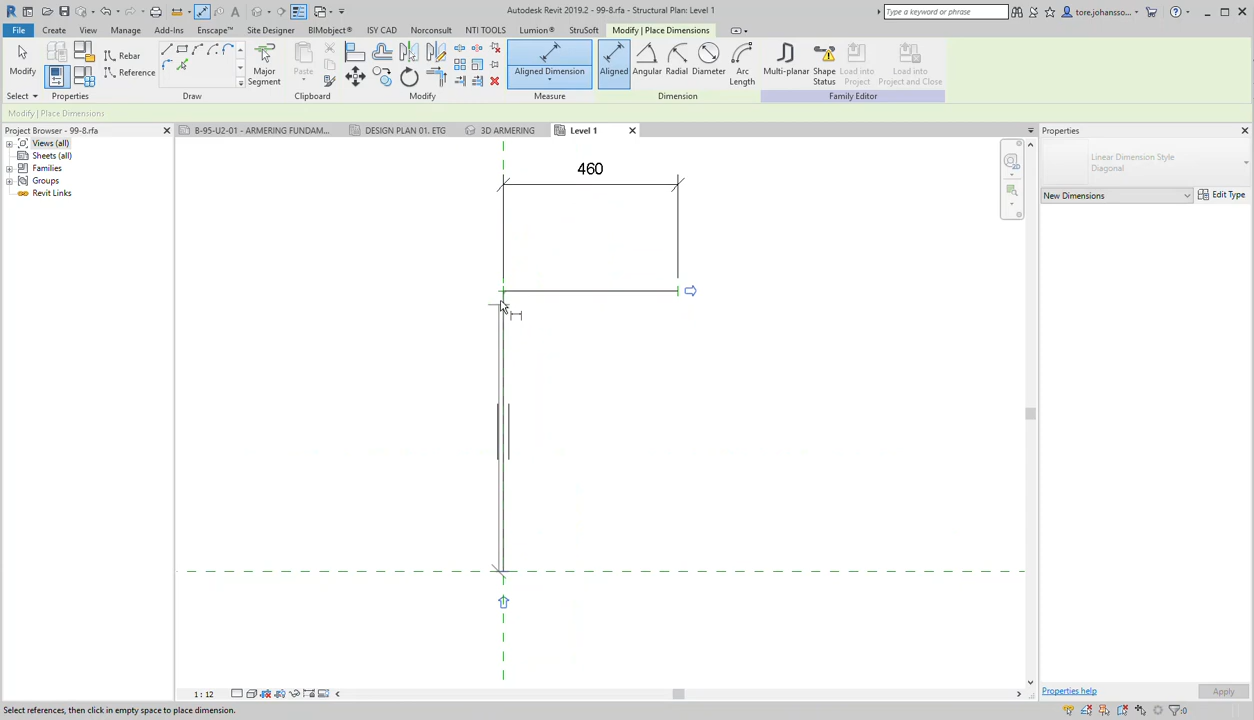 Autodesk Revit 2019.2 - 99-8.rfa - Structural Plan: Level 1
Type a keyword or phrase
tore.johansso...
File Create View Manage Add-Ins Enscape™ Site Designer BIMobject® ISY CAD Norconsult NTI TOOLS Lumion® StruSoft Modify | Place Dimensions
Modify
Rebar
Reference
Major Segment
Paste
Aligned Dimension
Aligned Angular Radial Diameter Arc Length
Multi-planar Shape Status Load into Project Load into Project and Close
Select Properties Draw Clipboard Modify Measure Dimension Family Editor
Modify | Place Dimensions
Project Browser - 99-8.rfa
B-95-U2-01 - ARMERING FUNDAM...
DESIGN PLAN 01. ETG
3D ARMERING
Level 1
Properties
Views (all)
Sheets (all)
Families
Groups
Revit Links
460
Linear Dimension Style
Diagonal
New Dimensions
Edit Type
1 : 12
Properties help
Apply
Select references, then click in empty space to place dimension.
:0